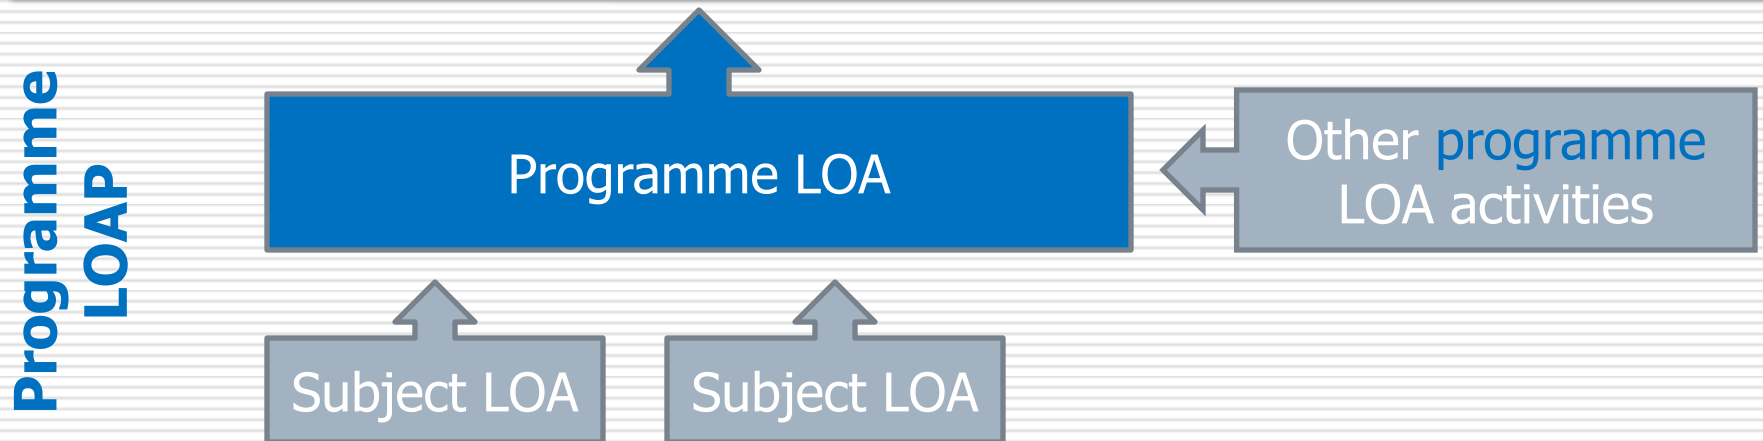 Programme
LOAP
Programme LOA
Other programme
LOA activities
Subject LOA
Subject LOA